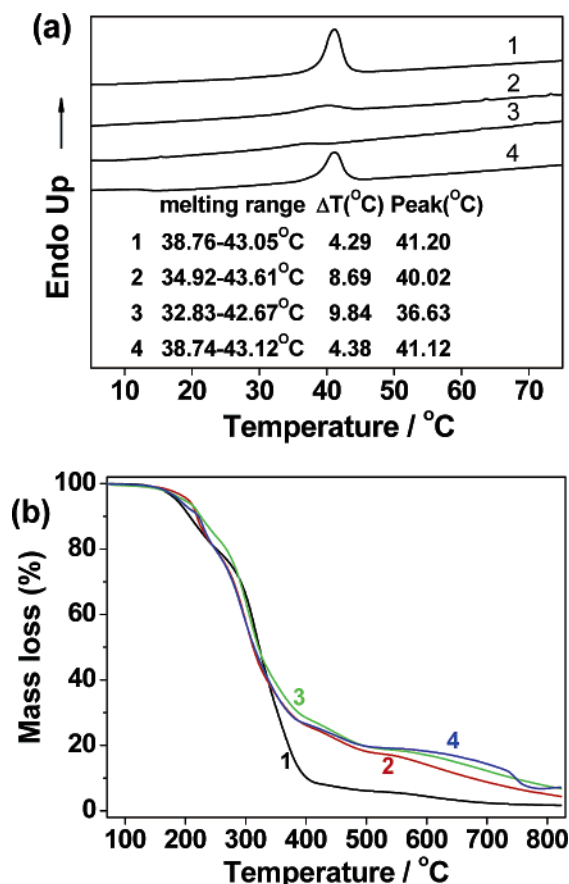 (a)
1
2
3
4
Endo Up
melting range ΔT(°C) Peak(°C)
1 38.76-43.05°C 4.29 41.20
2 34.92-43.61°C 8.69 40.02
3 32.83-42.67°C 9.84 36.63
4 38.74-43.12°C 4.38 41.12
10 20 30 40 50 60 70
Temperature / °C
(b)
100
80
60
40
20
0
Mass loss (%)
3
4
1
2
100 200 300 400 500 600 700 800
Temperature / °C